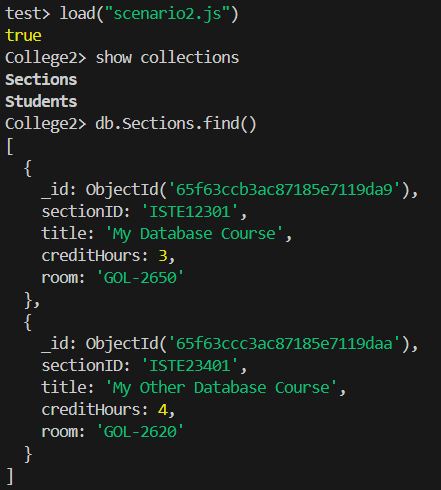 test> load("scenario2.js")
true
College2> show collections
Sections
Students
College2> db.Sections.find()
[
  {
    _id: ObjectId('65f63ccb3ac87185e7119da9'),
    sectionID: 'ISTE12301',
    title: 'My Database Course',
    creditHours: 3,
    room: 'GOL-2650'
  },
  {
    _id: ObjectId('65f63ccc3ac87185e7119daa'),
    sectionID: 'ISTE23401',
    title: 'My Other Database Course',
    creditHours: 4,
    room: 'GOL-2620'
  }
]